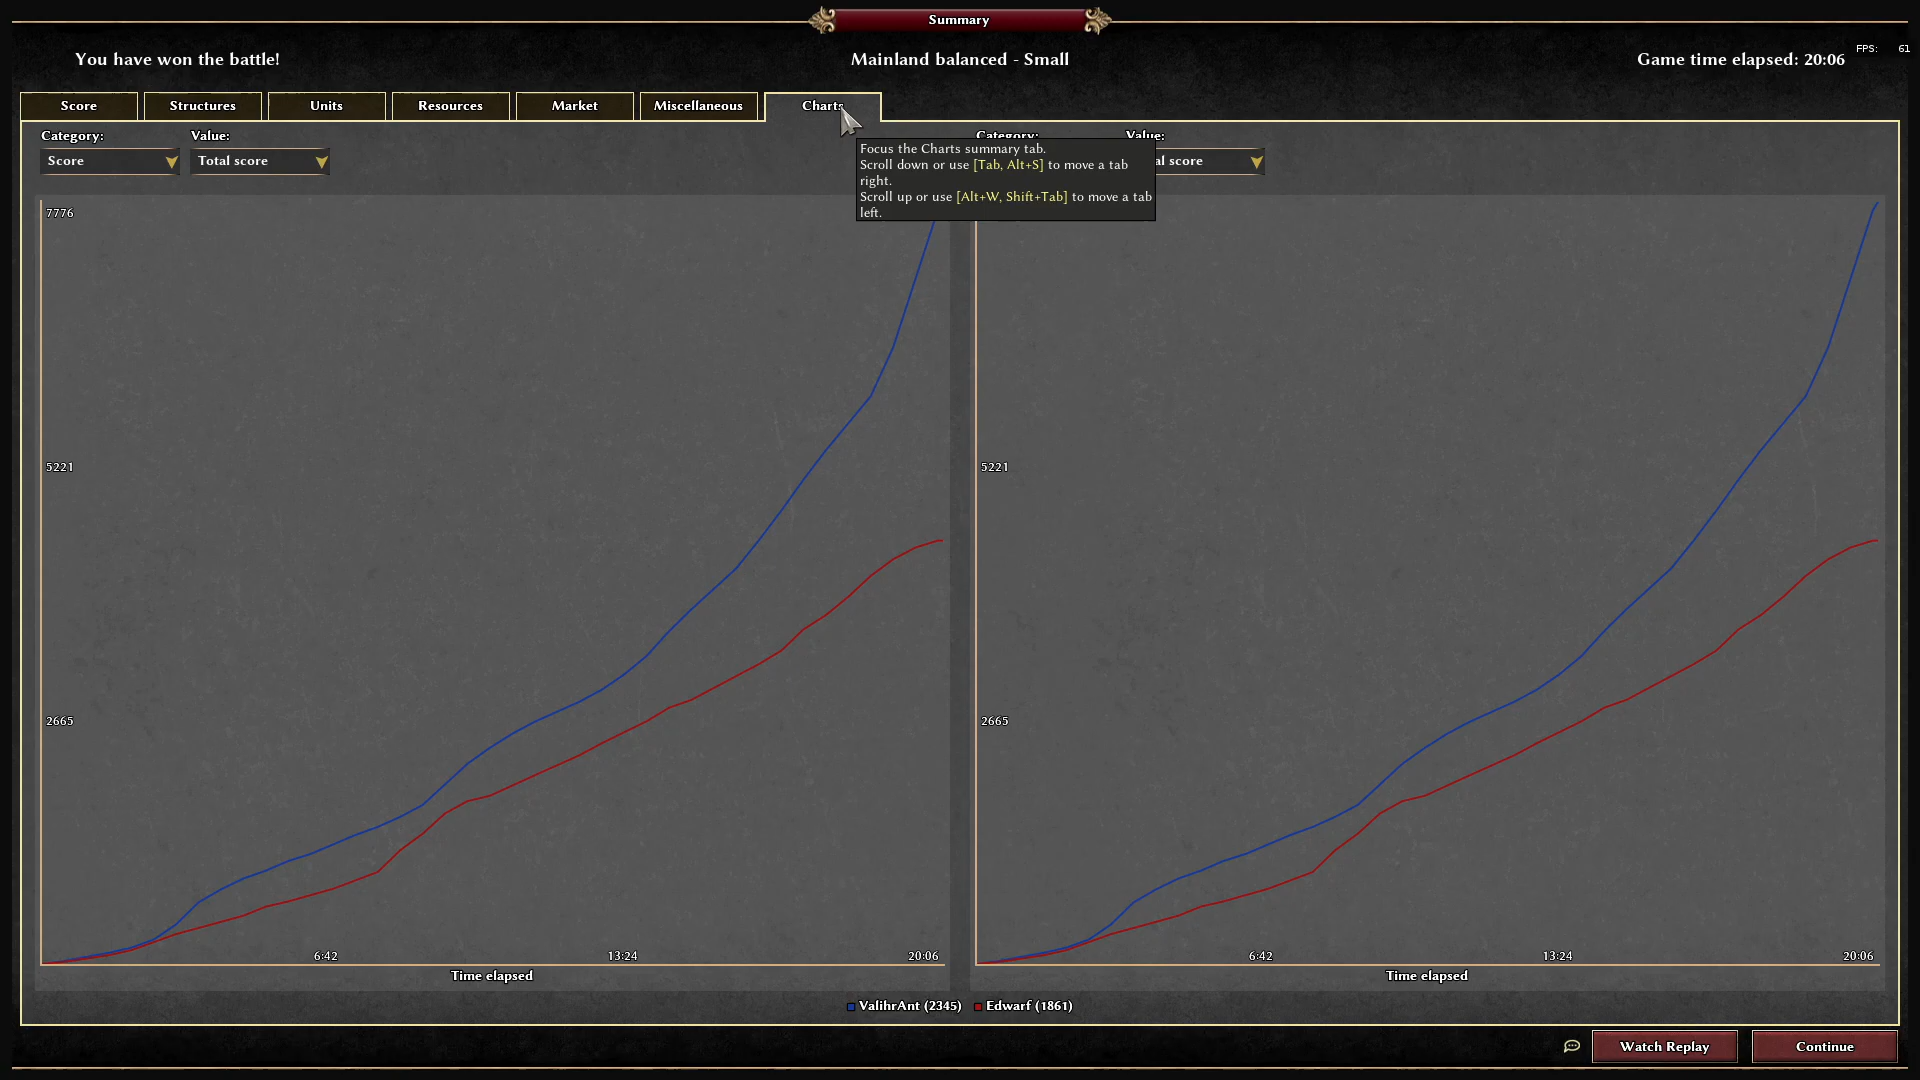 Summary
You have won the battle!
Mainland balanced - Small
Game time elapsed: 20:06
FPS: 61
Score
Structures
Units
Resources
Market
Miscellaneous
Charts
Category:
Value:
Score
Total score
Category:
Value:
al score
Focus the Charts summary tab.
Scroll down or use [Tab, Alt+S] to move a tab
right.
Scroll up or use [Alt+W, Shift+Tab] to move a tab
left.
7776
5221
2665
6:42
13:24
20:06
Time elapsed
5221
2665
6:42
13:24
20:06
Time elapsed
ValihrAnt (2345)
Edwarf (1861)
Watch Replay
Continue